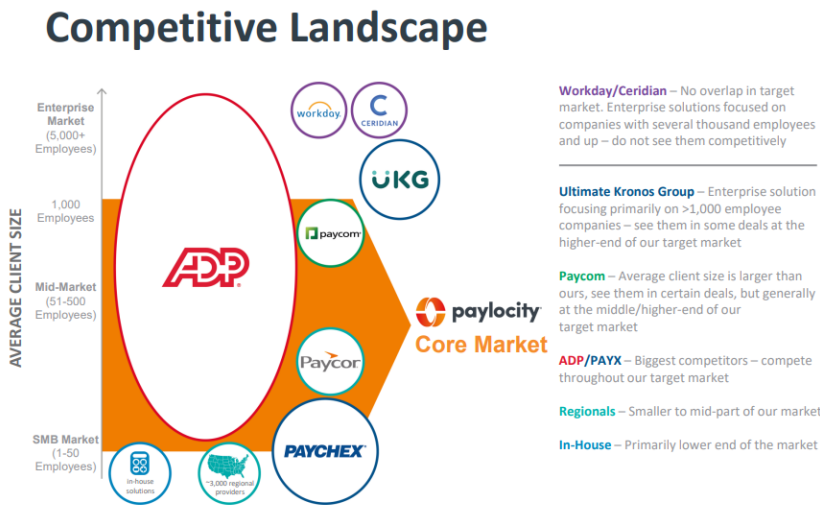 Competitive Landscape
AVERAGE CLIENT SIZE
Enterprise
Market
(5,000+
Employees)
1,000
Employees
Mid-Market
(51-500
Employees)
SMB Market
(1-50
Employees)
ADP
workday
CERIDIAN
UKG
paycom
Paycor
PAYCHEX
in-house
solutions
~3,000 regional
providers
paylocity
Core Market
Workday/Ceridian – No overlap in target
market. Enterprise solutions focused on
companies with several thousand employees
and up – do not see them competitively
Ultimate Kronos Group – Enterprise solution
focusing primarily on >1,000 employee
companies – see them in some deals at the
higher-end of our target market
Paycom – Average client size is larger than
ours, see them in certain deals, but generally
at the middle/higher-end of our
target market
ADP/PAYX – Biggest competitors – compete
throughout our target market
Regionals – Smaller to mid-part of our market
In-House – Primarily lower end of the market